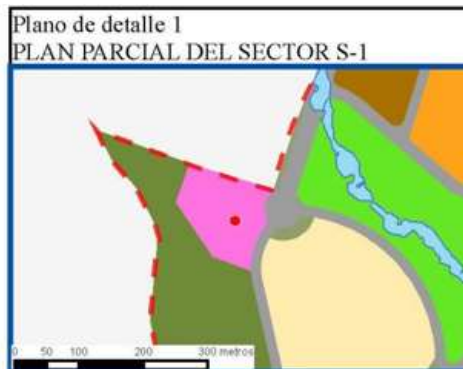 Plano de detalle 1
PLAN PARCIAL DEL SECTOR S-1
0 50 100 200 300 metros